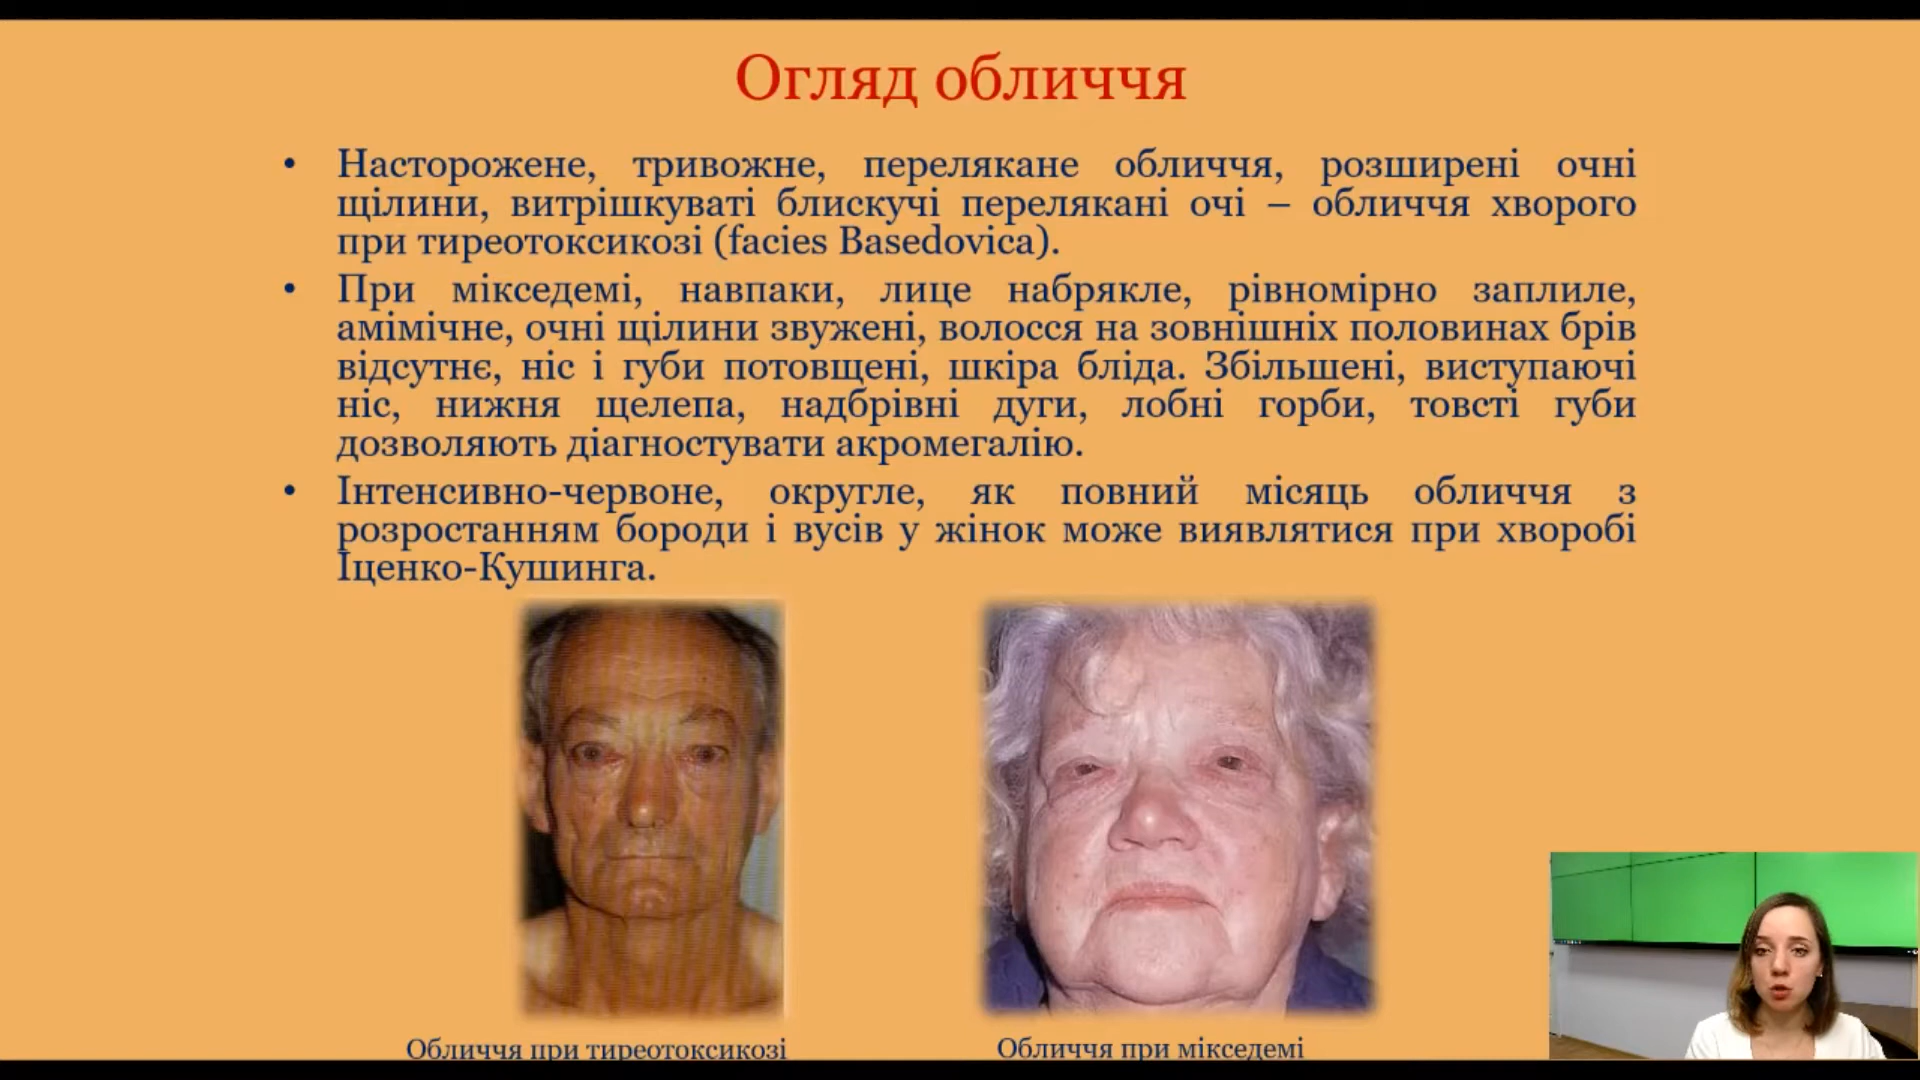 Огляд обличчя
• Насторожене, тривожне, перелякане обличчя, розширені очні
щілини, витрішкуваті блискучі перелякані очі – обличчя хворого
при тиреотоксикозі (facies Basedovica).
• При мікседемі, навпаки, лице набрякле, рівномірно заплиле,
амімічне, очні щілини звужені, волосся на зовнішніх половинах брів
відсутнє, ніс і губи потовщені, шкіра бліда. Збільшені, виступаючі
ніс, нижня щелепа, надбрівні дуги, лобні горби, товсті губи
дозволяють діагностувати акромегалію.
• Інтенсивно-червоне, округле, як повний місяць обличчя з
розростанням бороди і вусів у жінок може виявлятися при хворобі
Іценко-Кушинга.
Обличчя при тиреотоксикозі
Обличчя при мікседемі